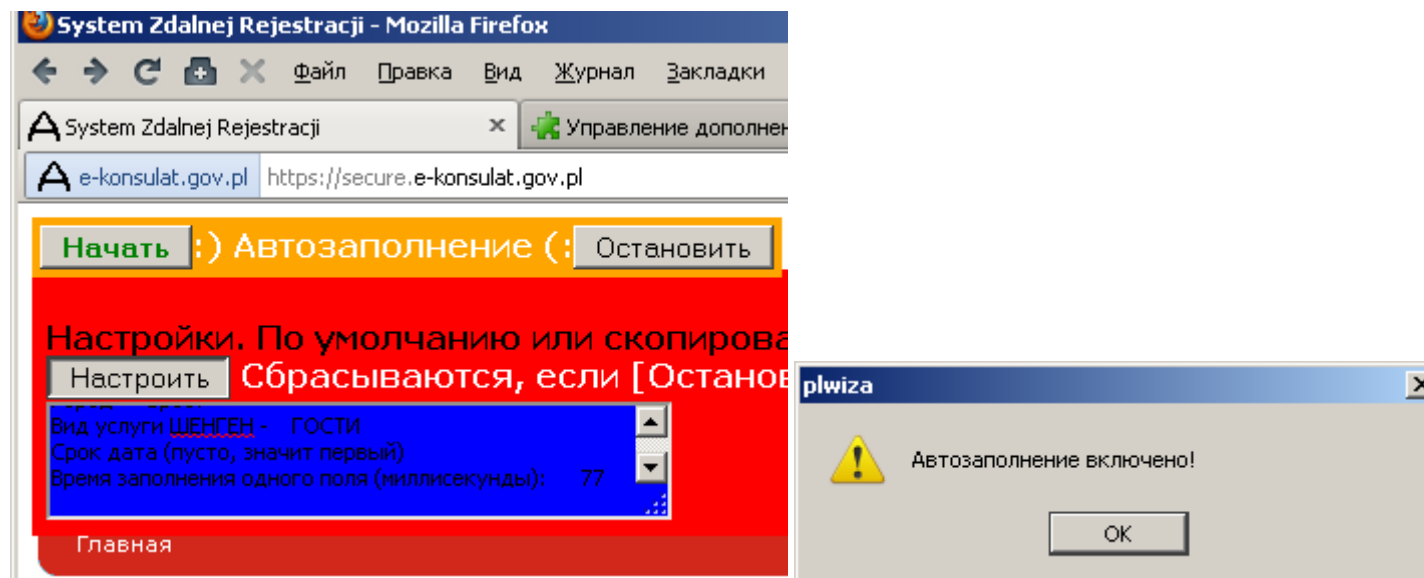 System Zdalnej Rejestracji - Mozilla Firefox
Файл Правка Вид Журнал Закладки
System Zdalnej Rejestracji Управление дополнен
e-konsulat.gov.pl https://secure.e-konsulat.gov.pl
Начать :) Автозаполнение (: Остановить
Настройки. По умолчанию или скопирова
Настроить Сбрасываются, если [Останов
Вид услуги ШЕНГЕН - ГОСТИ
Срок дата (пусто, значит первый)
Время заполнения одного поля (миллисекунды): 77
Главная
plwiza
Автозаполнение включено!
OK